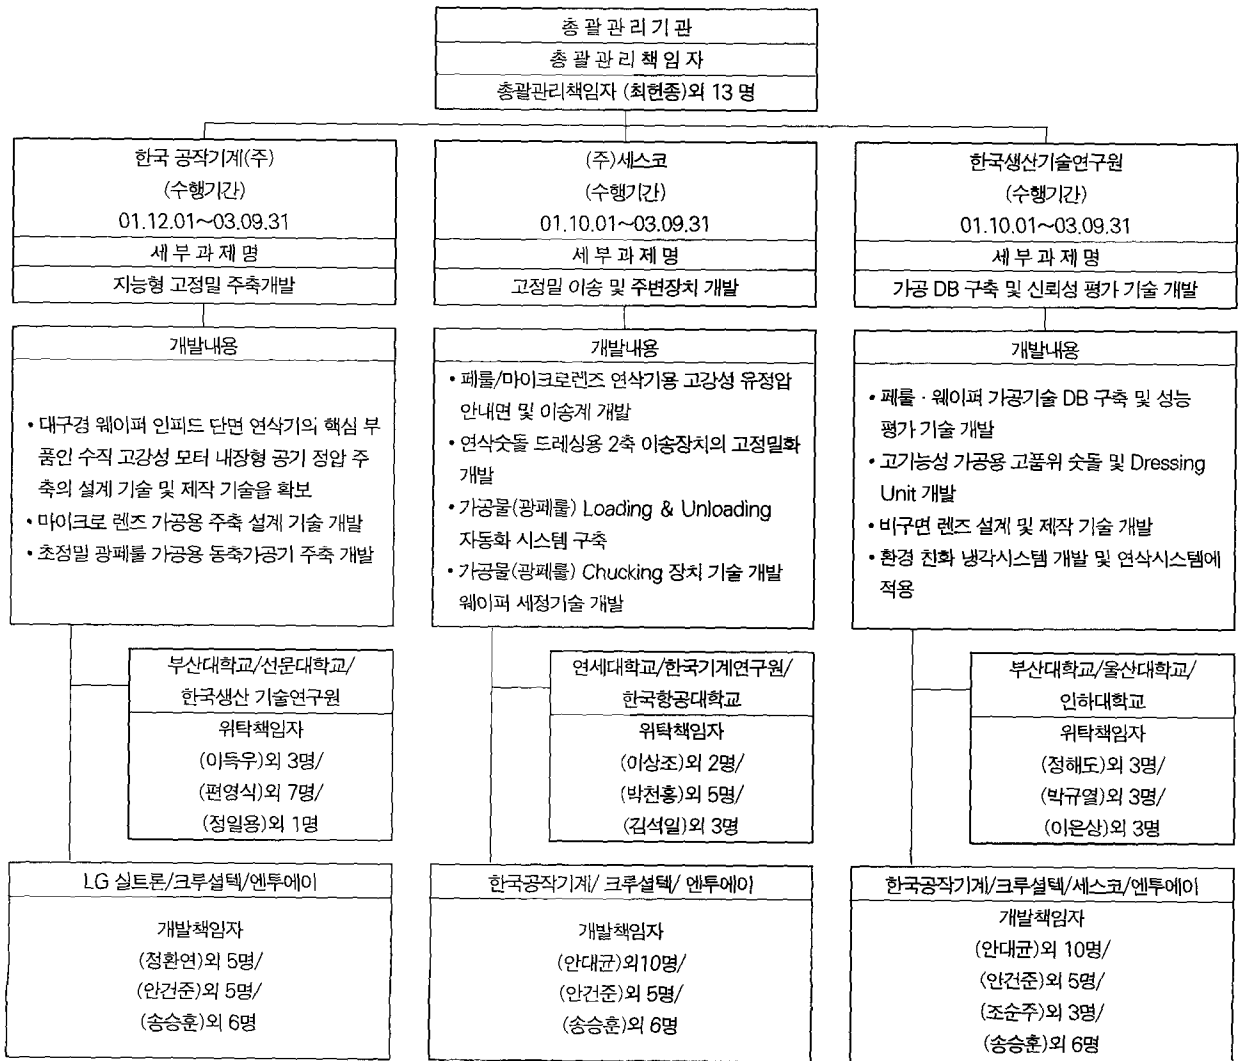 총 괄 관 리 기 관
총 괄 관 리 책 임 자
총괄관리책임자 (최현종)외 13 명
한국 공작기계(주)
(수행기간)
01.12.01～03.09.31
세 부 과 제 명
지능형 고정밀 주축개발
개발내용
• 대구경 웨이퍼 인피드 단면 연삭기의 핵심 부
품인 수직 고강성 모터 내장형 공기 정압 주
축의 설계 기술 및 제작 기술을 확보
• 마이크로 렌즈 가공용 주축 설계 기술 개발
• 초정밀 광페룰 가공용 동축가공기 주축 개발
부산대학교/선문대학교/
한국생산 기술연구원
위탁책임자
(이득우)외 3명/
(편영식)외 7명/
(정일용)외 1명
LG 실트론/크루셜텍/엔투에이
개발책임자
(정환연)외 5명/
(안건준)외 5명/
(송승훈)외 6명
(주)세스코
(수행기간)
01.10.01～03.09.31
세 부 과 제 명
고정밀 이송 및 주변장치 개발
개발내용
• 페룰/마이크로렌즈 연삭기용 고강성 유정압
안내면 및 이송계 개발
• 연삭숫돌 드레싱용 2축 이송장치의 고정밀화
개발
• 가공물(광페룰) Loading & Unloading
자동화 시스템 구축
• 가공물(광페룰) Chucking 장치 기술 개발
웨이퍼 세정기술 개발
연세대학교/한국기계연구원/
한국항공대학교
위탁책임자
(이상조)외 2명/
(박천홍)외 5명/
(김석일)외 3명
한국공작기계/ 크루셜텍/ 엔투에이
개발책임자
(안대균)외10명/
(안건준)외 5명/
(송승훈)외 6명
한국생산기술연구원
(수행기간)
01.10.01～03.09.31
세 부 과 제 명
가공 DB 구축 및 신뢰성 평가 기술 개발
개발내용
• 페룰 · 웨이퍼 가공기술 DB 구축 및 성능
평가 기술 개발
• 고기능성 가공용 고품위 숫돌 및 Dressing
Unit 개발
• 비구면 렌즈 설계 및 제작 기술 개발
• 환경 친화 냉각시스템 개발 및 연삭시스템에
적용
부산대학교/울산대학교/
인하대학교
위탁책임자
(정해도)외 3명/
(박규열)외 3명/
(이은상)외 3명
한국공작기계/크루셜텍/세스코/엔투에이
개발책임자
(안대균)외 10명/
(안건준)외 5명/
(조순주)외 3명/
(송승훈)외 6명